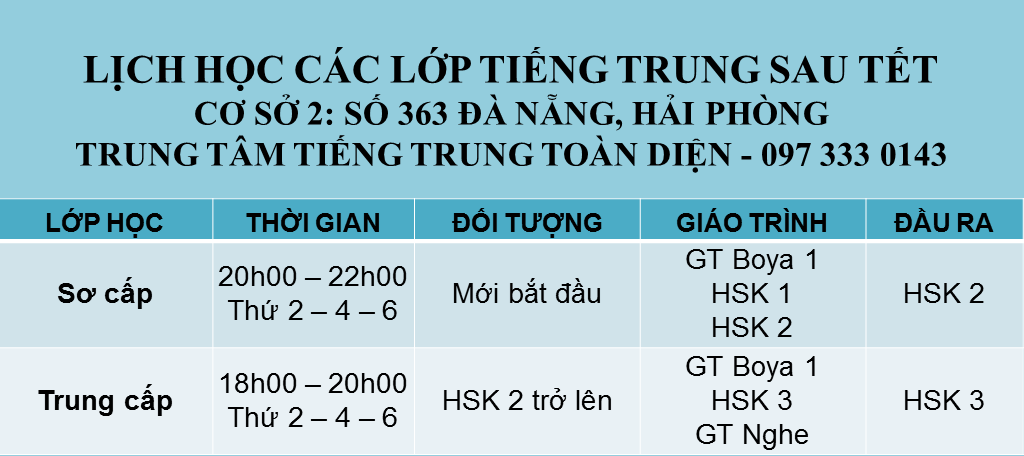 LỊCH HỌC CÁC LỚP TIẾNG TRUNG SAU TẾT
CƠ SỞ 2: SỐ 363 ĐÀ NẴNG, HẢI PHÒNG
TRUNG TÂM TIẾNG TRUNG TOÀN DIỆN - 097 333 0143
LỚP HỌC THỜI GIAN ĐỐI TƯỢNG GIÁO TRÌNH ĐẦU RA
Sơ cấp
20h00 – 22h00
Thứ 2 – 4 – 6
Mới bắt đầu
GT Boya 1
HSK 1
HSK 2
HSK 2
Trung cấp
18h00 – 20h00
Thứ 2 – 4 – 6
HSK 2 trở lên
GT Boya 1
HSK 3
GT Nghe
HSK 3